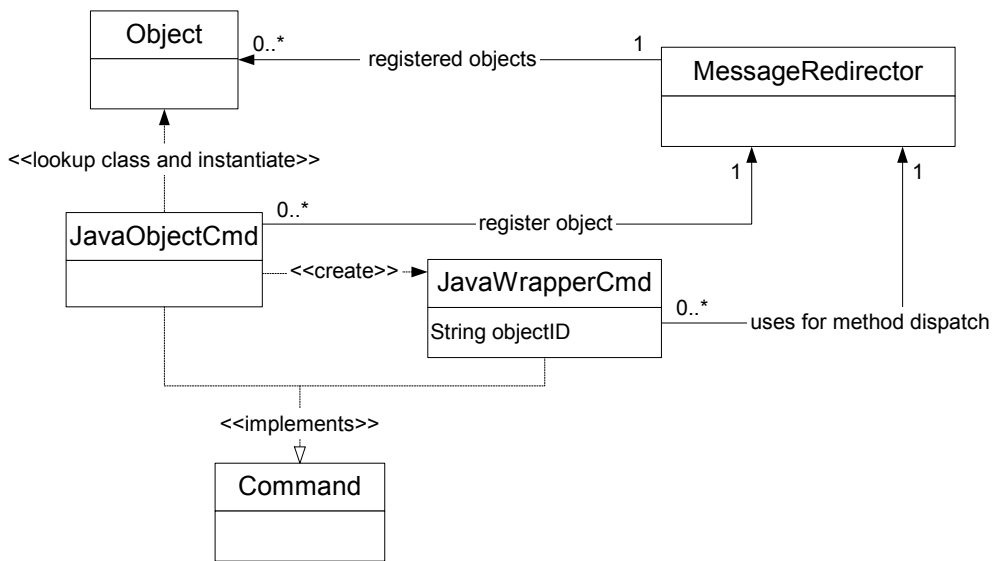 Object
0..*
registered objects
1
MessageRedirector
<<lookup class and instantiate>>
1
1
JavaObjectCmd
0..*
register object
<<create>>
JavaWrapperCmd
String objectID
0..*
uses for method dispatch
<<implements>>
Command